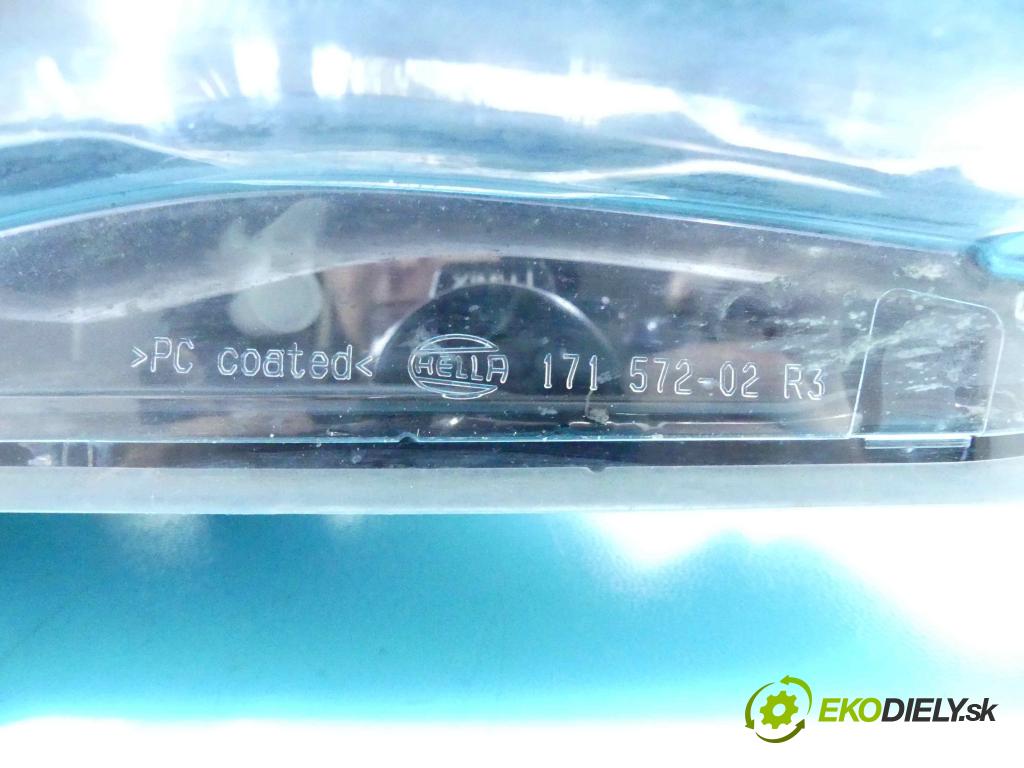 >PC coated< HELLA 171 572-02 R3
EKODIELY.sk